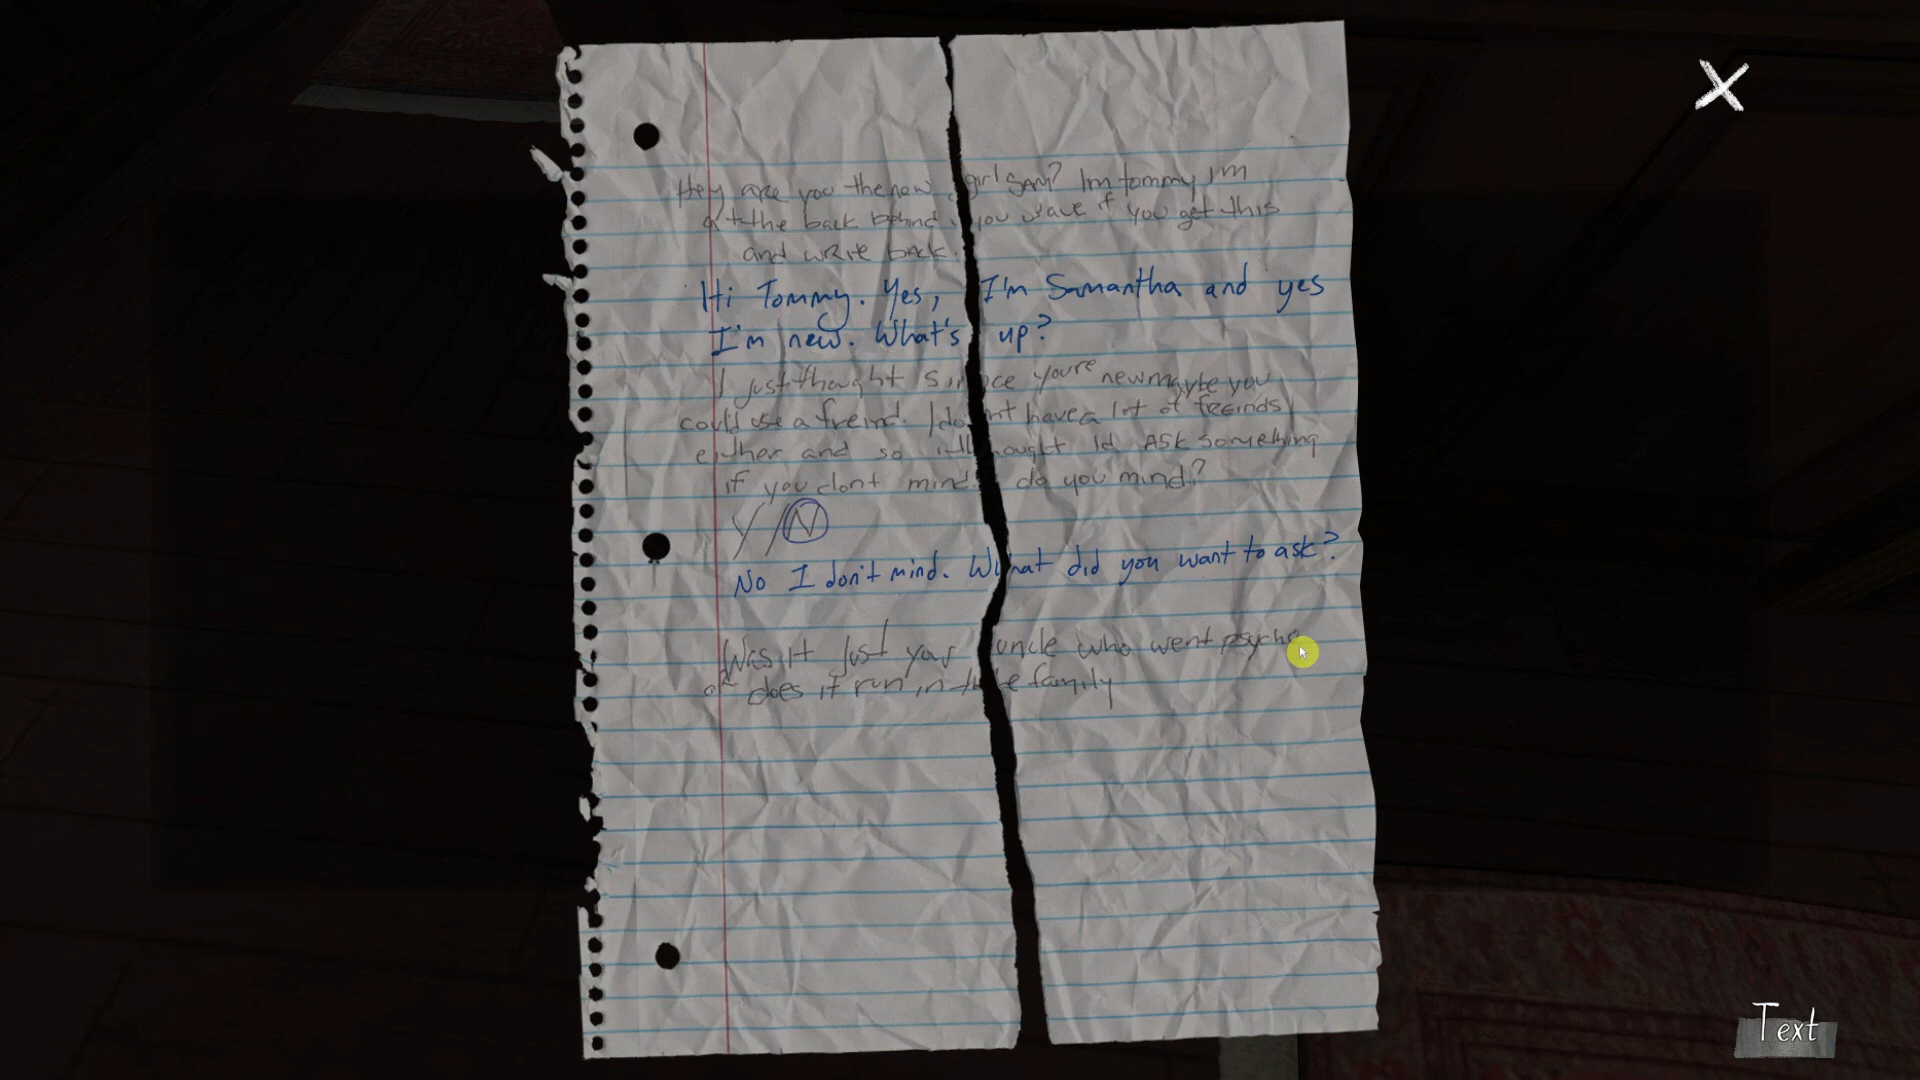 Hey are you the new girl Sam? Im tommy im
at the back behind you wave if you get this
and write back.
Hi Tommy. Yes, I'm Samantha and yes
I'm new. What's up?
I just thought since youre new maybe you
could use a freind. I dont have a lot of freinds
either and so i thought Id Ask something
if you dont mind. do you mind?
Y/N
No I don't mind. What did you want to ask?
Was it just your uncle who went psycho
or does it run in the family
Text